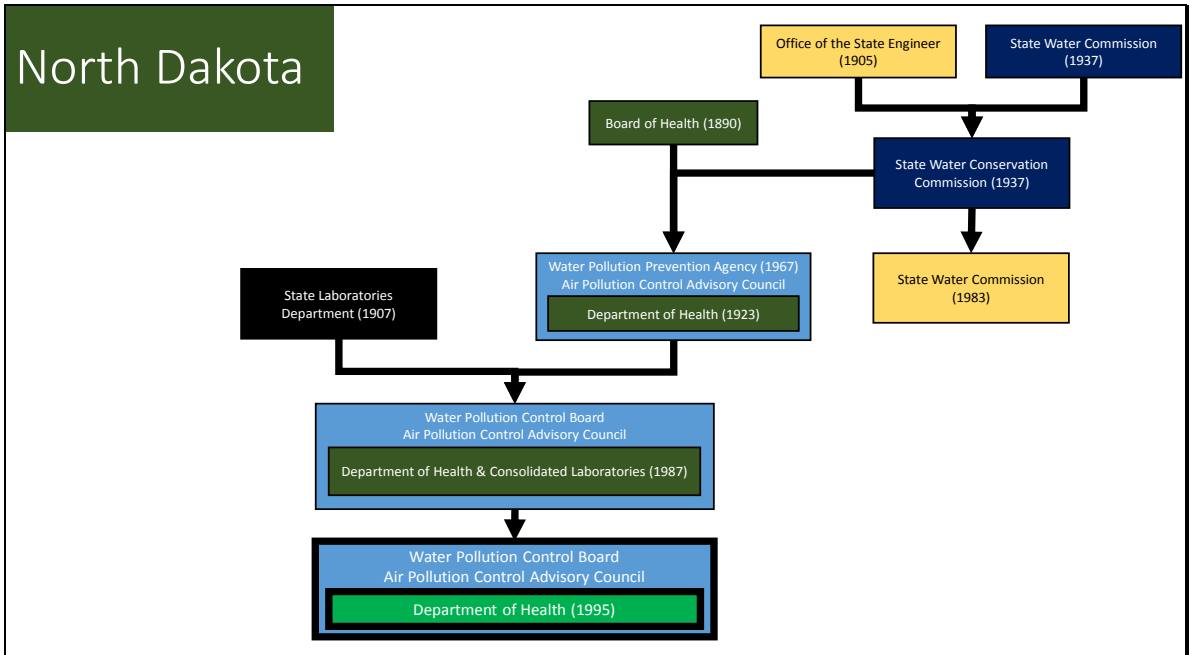 North Dakota
Office of the State Engineer
(1905)
State Water Commission
(1937)
Board of Health (1890)
State Water Conservation
Commission (1937)
Water Pollution Prevention Agency (1967)
Air Pollution Control Advisory Council
Department of Health (1923)
State Water Commission
(1983)
State Laboratories
Department (1907)
Water Pollution Control Board
Air Pollution Control Advisory Council
Department of Health & Consolidated Laboratories (1987)
Water Pollution Control Board
Air Pollution Control Advisory Council
Department of Health (1995)